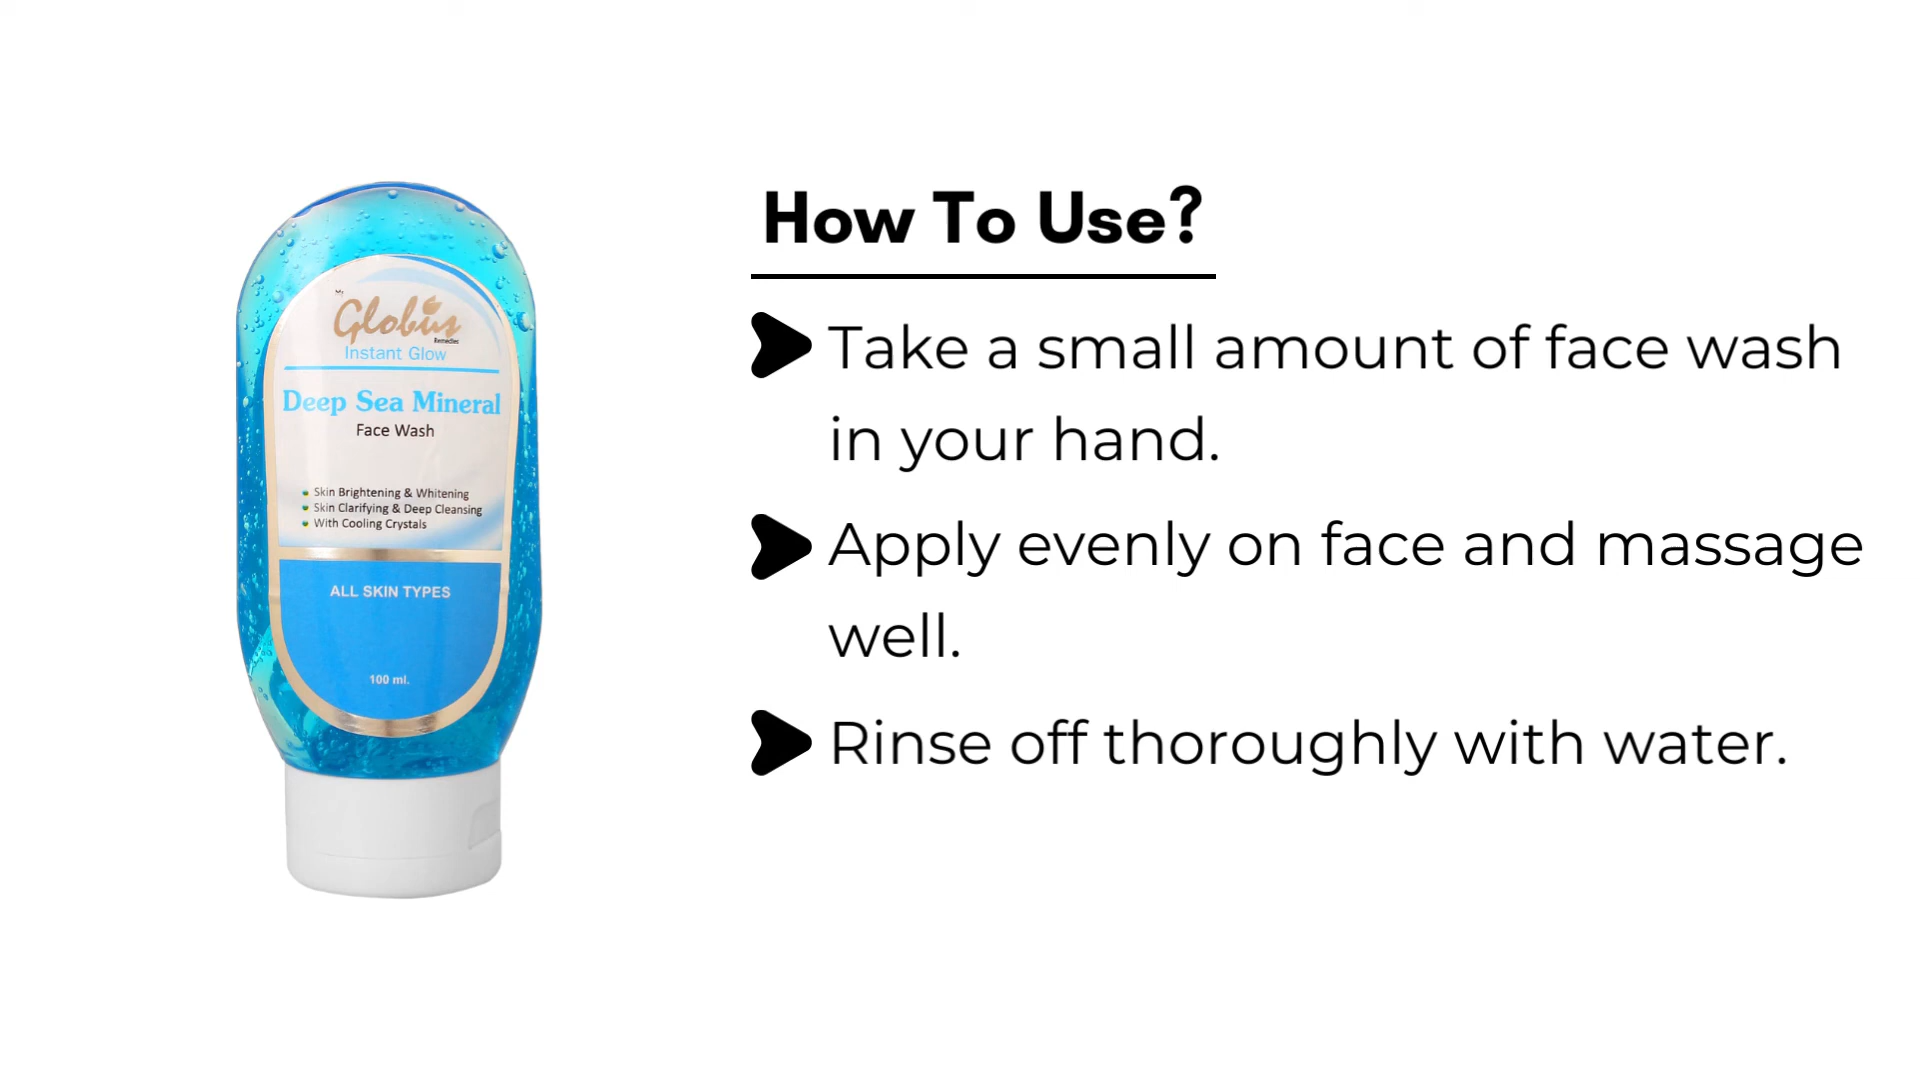 My
Globus
Remedies
Instant Glow
Deep Sea Mineral
Face Wash
Skin Brightening & Whitening
Skin Clarifying & Deep Cleansing
With Cooling Crystals
ALL SKIN TYPES
100 ml.
How To Use?
Take a small amount of face wash
in your hand.
Apply evenly on face and massage
well.
Rinse off thoroughly with water.